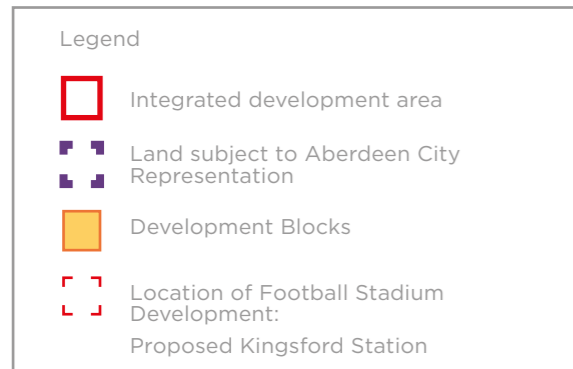 Legend
Integrated development area
Land subject to Aberdeen City
Representation
Development Blocks
Location of Football Stadium
Development:
Proposed Kingsford Station